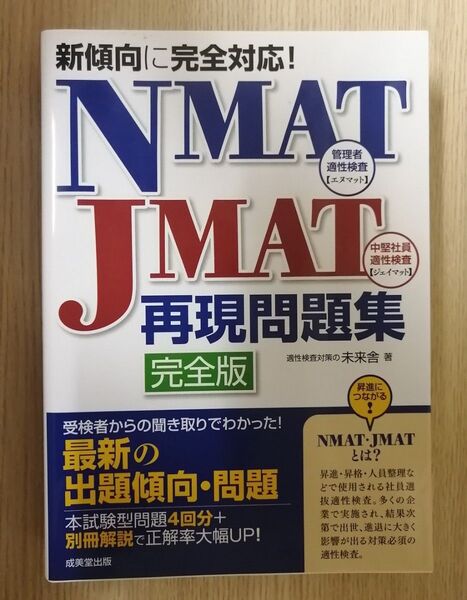 新傾向に完全対応!
NMAT
管理者
適性検査
【エヌマット】
JMAT
中堅社員
適性検査
【ジェイマット】
再現問題集
完全版
適性検査対策の 未来舎 著
受検者からの聞き取りでわかった!
最新の
出題傾向・問題
本試験型問題4回分+
別冊解説で正解率大幅UP!
成美堂出版
昇進に
つながる
!
NMAT・JMAT
とは?
昇進・昇格・人員整理な
どで使用される社員選
抜適性検査。多くの企
業で実施され、結果次
第で出世、進退に大きく
影響が出る対策必須の
適性検査。